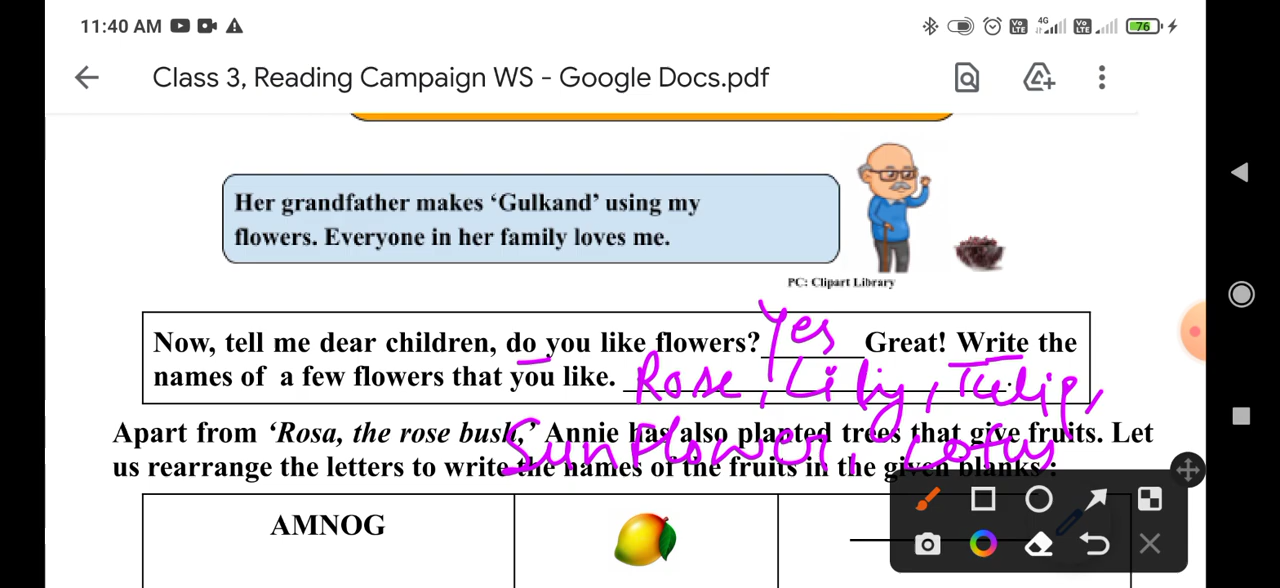 11:40 AM 4G 76
Class 3, Reading Campaign WS - Google Docs.pdf
Her grandfather makes ‘Gulkand’ using my
flowers. Everyone in her family loves me.
PC: Clipart Library
Now, tell me dear children, do you like flowers? Yes Great! Write the
names of a few flowers that you like. Rose, Liliy, Tulip,
Sunflower, Lotus
Apart from ‘Rosa, the rose bush,’ Annie has also planted trees that give fruits. Let
us rearrange the letters to write the names of the fruits in the given blanks :
AMNOG